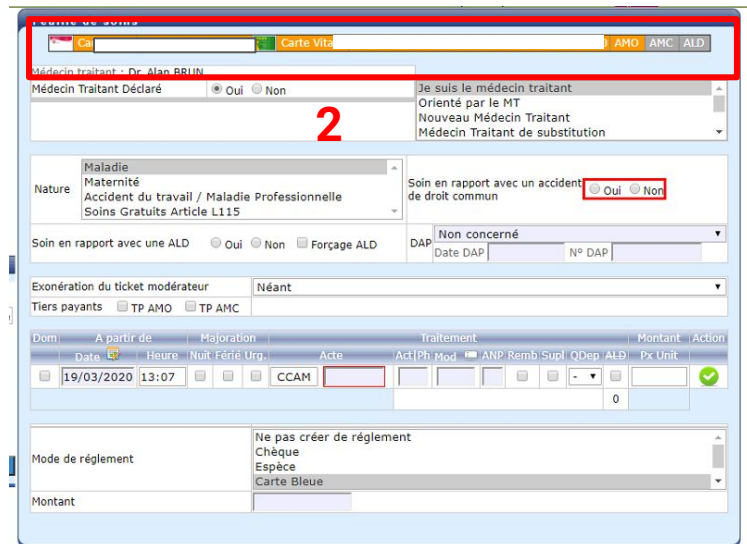 Feuille de soins
Carte Vita AMO AMC ALD
Médecin traitant : Dr. Alan BRUN
Médecin Traitant Déclaré Oui Non
Je suis le médecin traitant
Orienté par le MT
Nouveau Médecin Traitant
Médecin Traitant de substitution
2
Nature
Maladie
Maternité
Accident du travail / Maladie Professionnelle
Soins Gratuits Article L115
Soin en rapport avec un accident
de droit commun
Oui Non
Soin en rapport avec une ALD Oui Non Forçage ALD
DAP Non concerné
Date DAP N° DAP
Exonération du ticket modérateur Néant
Tiers payants TP AMO TP AMC
Dom A partir de Majoration Traitement Montant Action
Date Heure Nuit Férié Urg. Acte Act|Ph Mod ANP Remb Supl QDep ALD Px Unit
19/03/2020 13:07 CCAM -
0
Mode de réglement
Ne pas créer de réglement
Chèque
Espèce
Carte Bleue
Montant